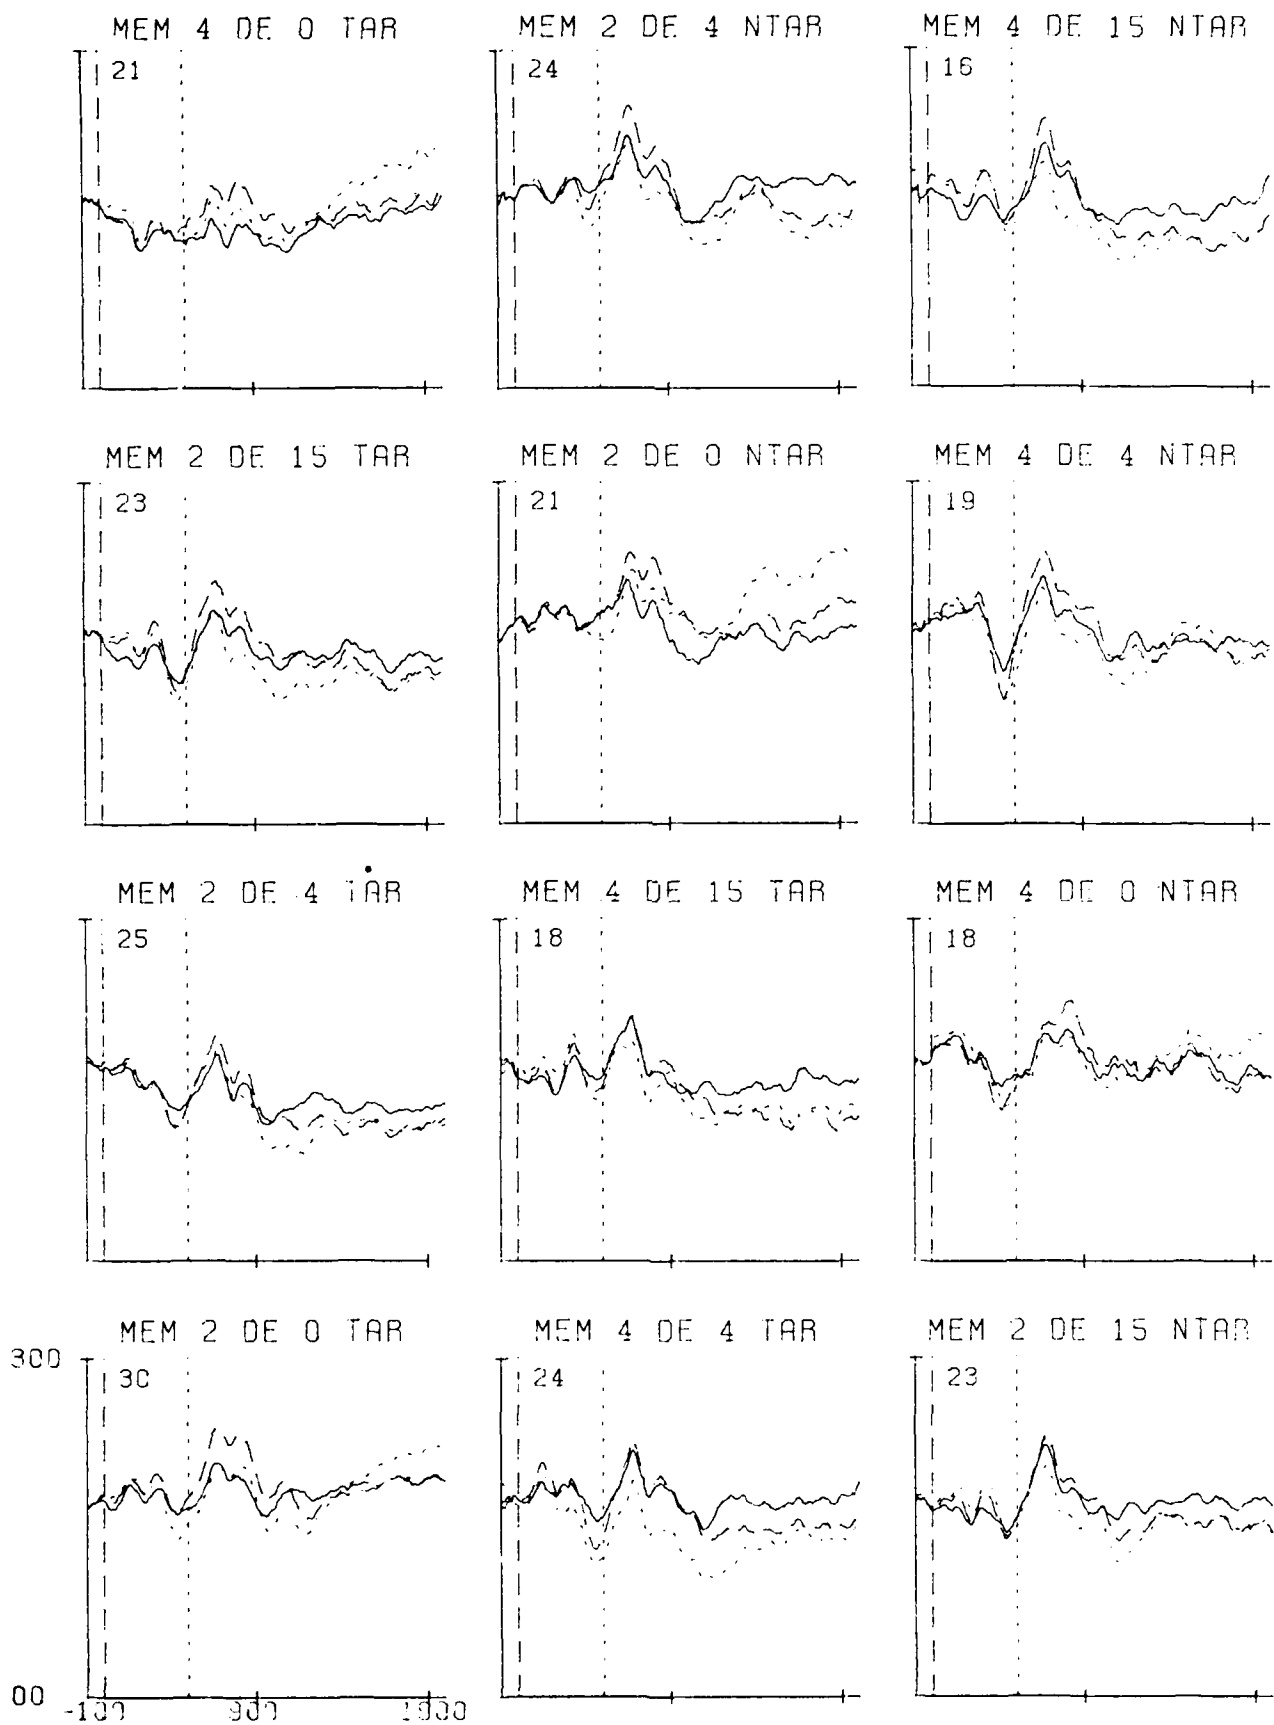 MEM 4 DE 0 TAR MEM 2 DE 4 NTAR MEM 4 DE 15 NTAR
21 24 16
MEM 2 DE 15 TAR MEM 2 DE 0 NTAR MEM 4 DE 4 NTAR
23 21 19
MEM 2 DE 4 TAR MEM 4 DE 15 TAR MEM 4 DE 0 NTAR
25 18 18
MEM 2 DE 0 TAR MEM 4 DE 4 TAR MEM 2 DE 15 NTAR
300
30 24 23
00
-100 900